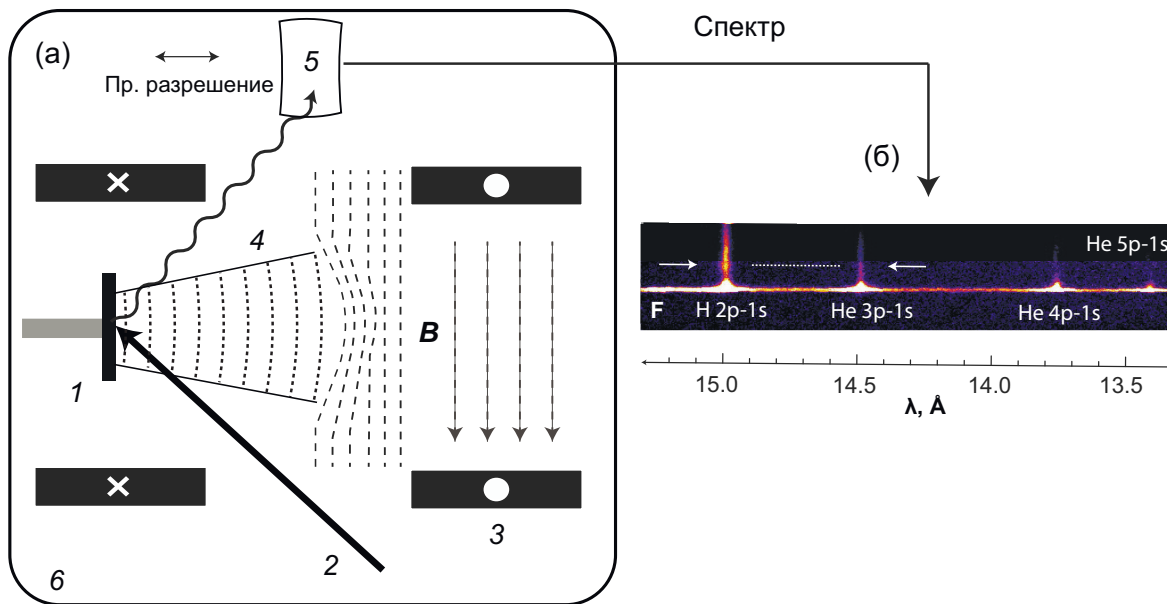 (а)
Пр. разрешение
5
Спектр
(б)
×
4
B
1
×
3
2
6
He 5p-1s
F
H 2p-1s
He 3p-1s
He 4p-1s
15.0 14.5 14.0 13.5
λ, Å